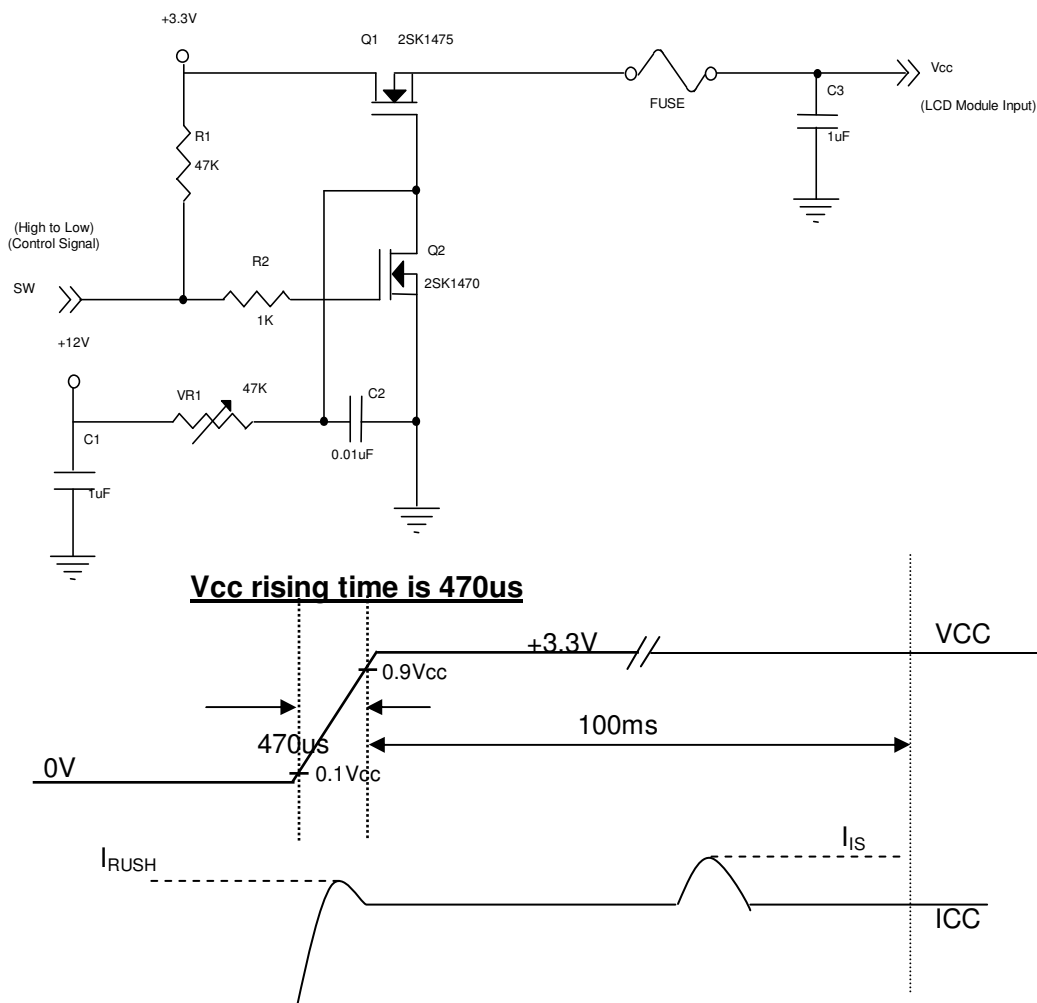 +3.3V
Q1 2SK1475
Vcc
FUSE
C3
(LCD Module Input)
R1
47K
1uF
(High to Low)
(Control Signal)
Q2
R2
SW
2SK1470
1K
+12V
47K
VR1
C2
C1
0.01uF
1uF
Vcc rising time is 470us
+3.3V
VCC
0.9Vcc
100ms
470us
0V
0.1Vcc
IRUSH
IIS
ICC